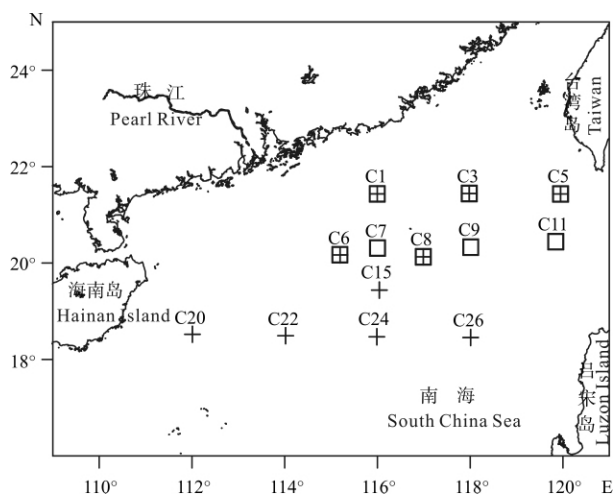 N
24°
22°
20°
18°
珠 江
Pearl River
台湾岛
Taiwan
C1
C3
C5
C6
C7
C8
C9
C11
C15
海南岛
Hainan Island
C20
C22
C24
C26
南 海
South China Sea
吕宋岛
Luzon Island
110°
112°
114°
116°
118°
120°
E